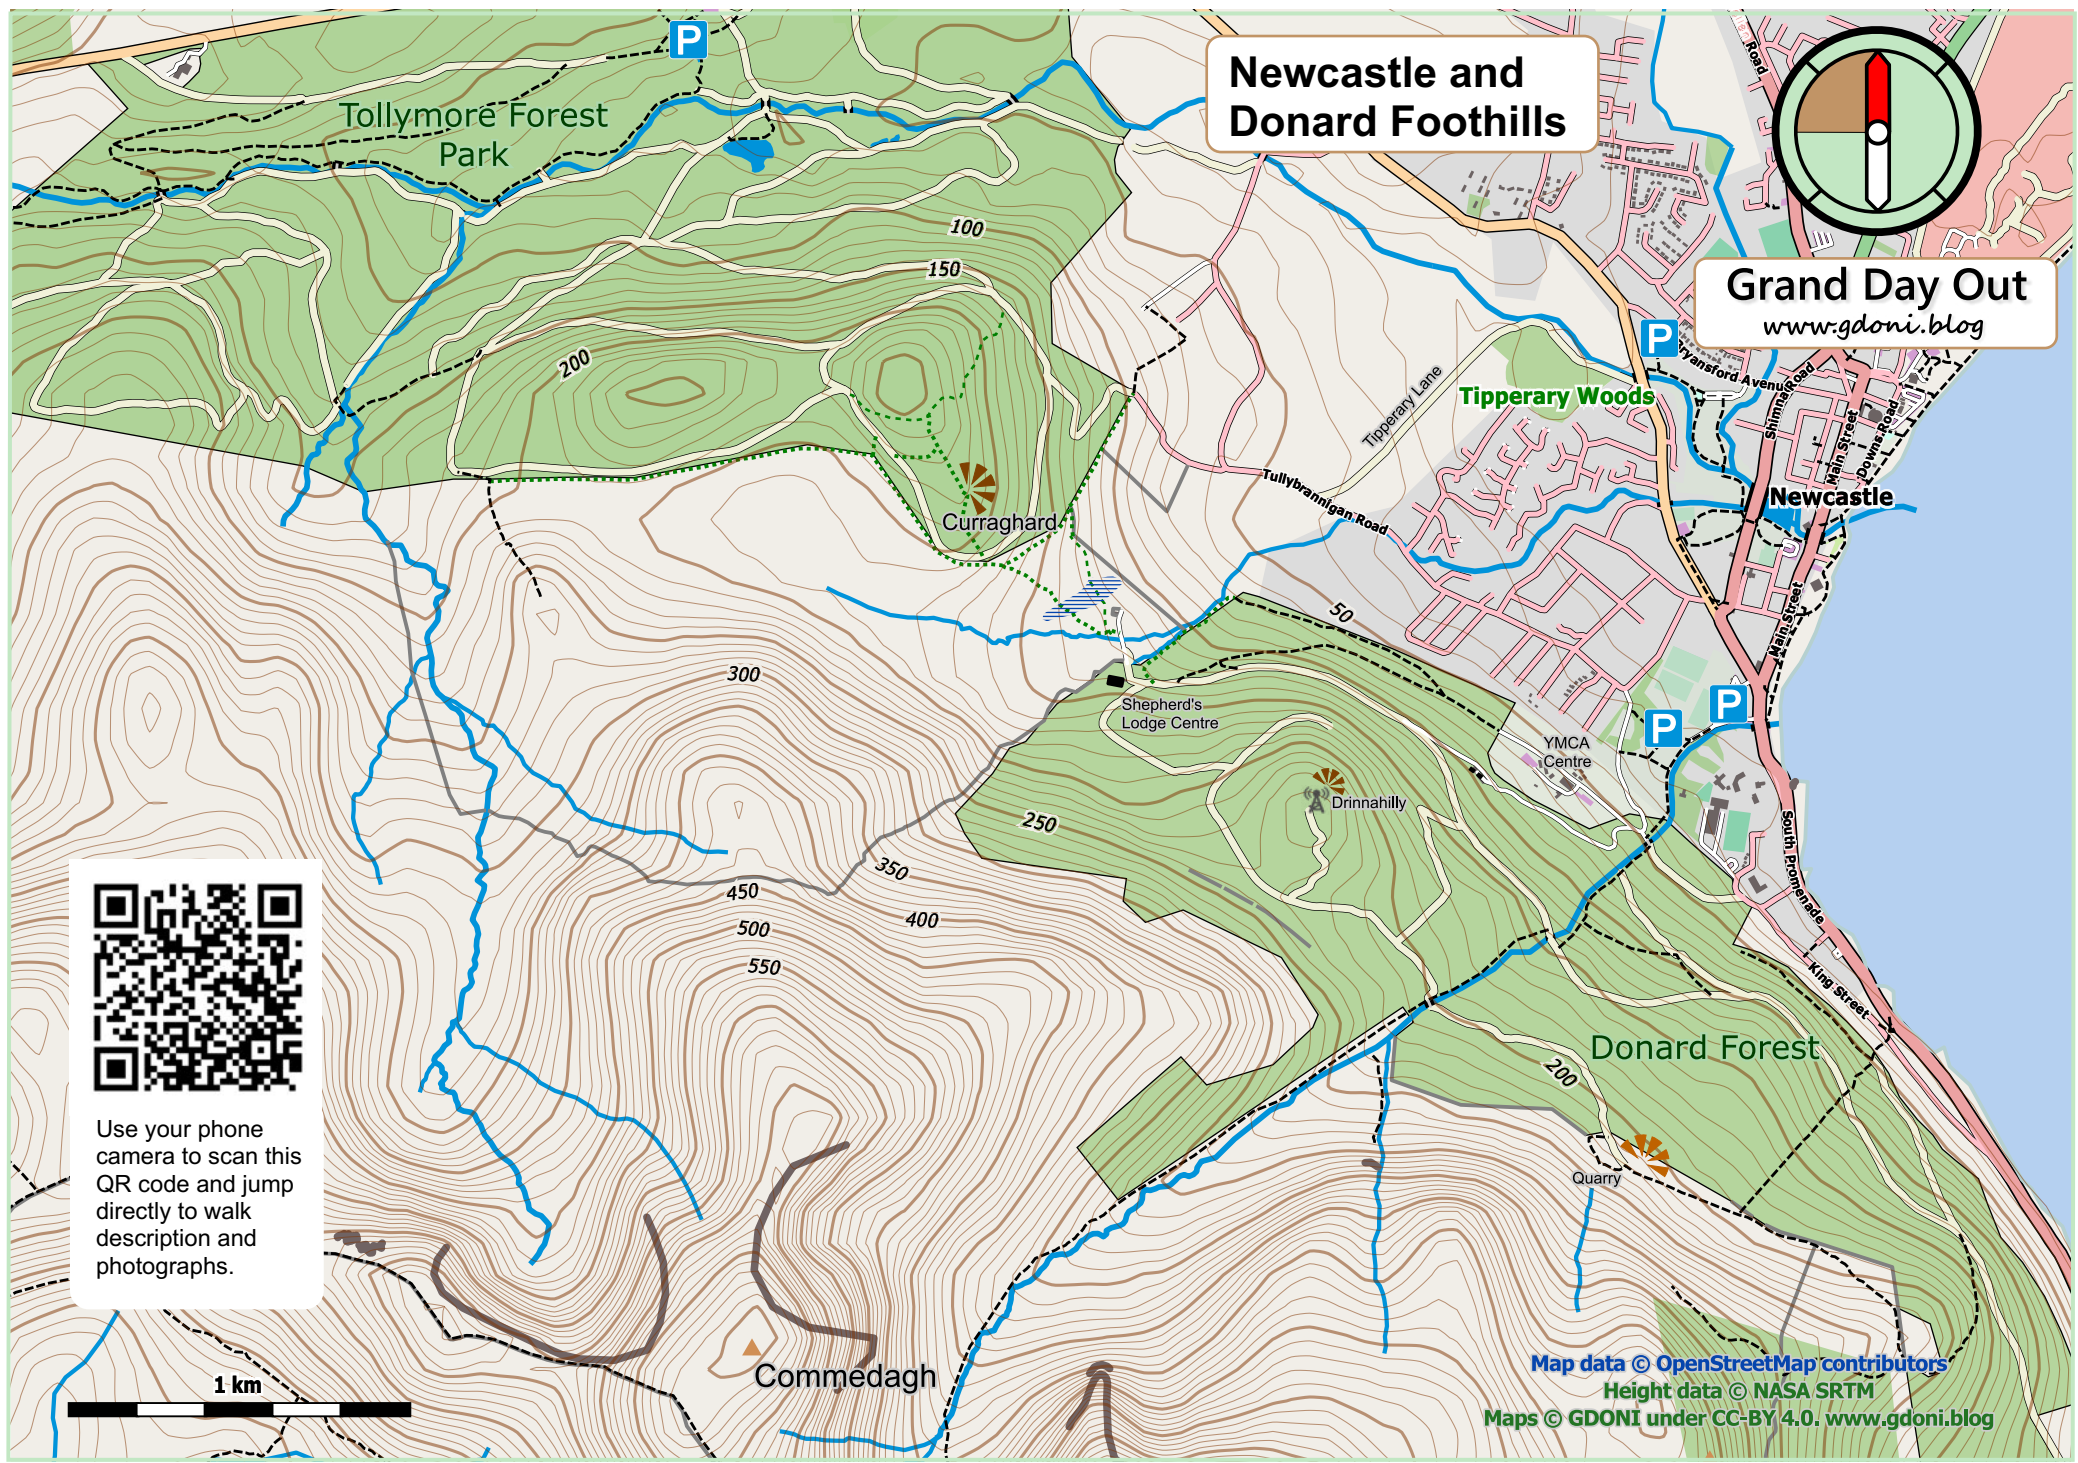 P
Road
Newcastle and
Donard Foothills
Tollymore Forest
Park
100
150
Grand Day Out
www.gdoni.blog
P
Bryansford Avenue
Shimna Road
200
Tipperary Lane
Tipperary Woods
Main Street
Downs Road
Tullybrannigan Road
Newcastle
Curraghard
50
Main Street
300
Shepherd's
Lodge Centre
P
P
YMCA
Centre
Drinnahilly
250
350
450
400
500
550
South Promenade
King Street
Donard Forest
200
Quarry
Use your phone
camera to scan this
QR code and jump
directly to walk
description and
photographs.
Commedagh
1 km
Map data © OpenStreetMap contributors
Height data © NASA SRTM
Maps © GDONI under CC-BY 4.0. www.gdoni.blog